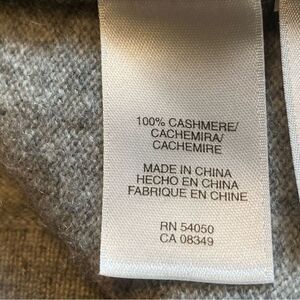 100% CASHMERE/
CACHEMIRA/
CACHEMIRE
MADE IN CHINA
HECHO EN CHINA
FABRIQUE EN CHINE
RN 54050
CA 08349